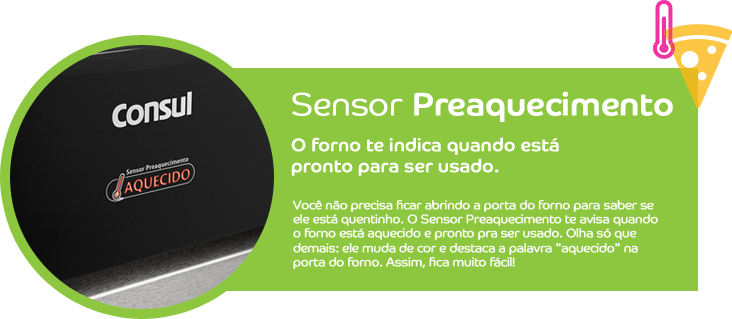 consul
Sensor Preaquecimento
AQUECIDO
Sensor Preaquecimento
O forno te indica quando está
pronto para ser usado.
Você não precisa ficar abrindo a porta do forno para saber se
ele está quentinho. O Sensor Preaquecimento te avisa quando
o forno está aquecido e pronto pra ser usado. Olha só que
demais: ele muda de cor e destaca a palavra "aquecido" na
porta do forno. Assim, fica muito fácil!